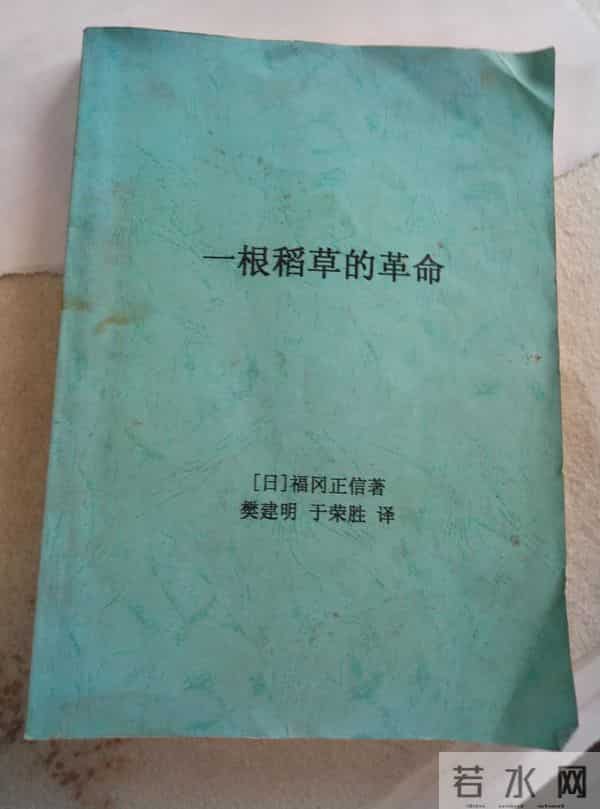 一根稻草的革命
[日]福冈正信著
樊建明 于荣胜 译
若水网